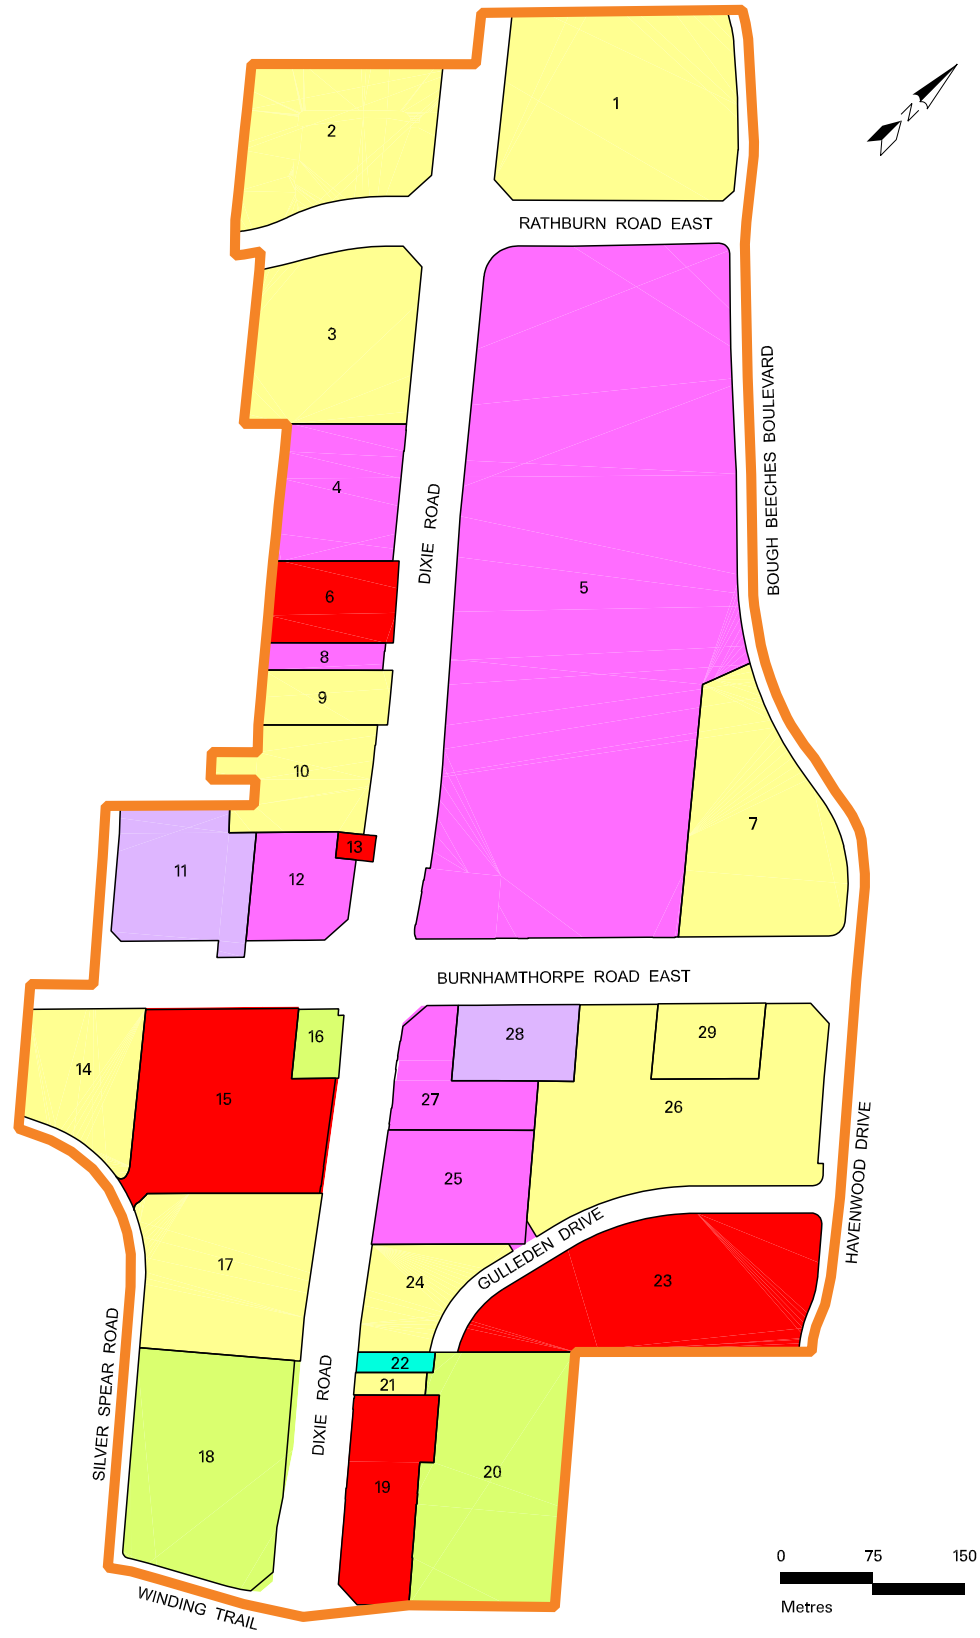 1
2
N
RATHBURN ROAD EAST
3
BOUGH BEECHES BOULEVARD
4
DIXIE ROAD
5
6
8
9
10
7
13
11
12
BURNHAMTHORPE ROAD EAST
14
15
16
28
29
27
26
25
HAVENWOOD DRIVE
GULLEDEN DRIVE
17
24
23
SILVER SPEAR ROAD
DIXIE ROAD
22
21
18
19
20
0 75 150
Metres
WINDING TRAIL